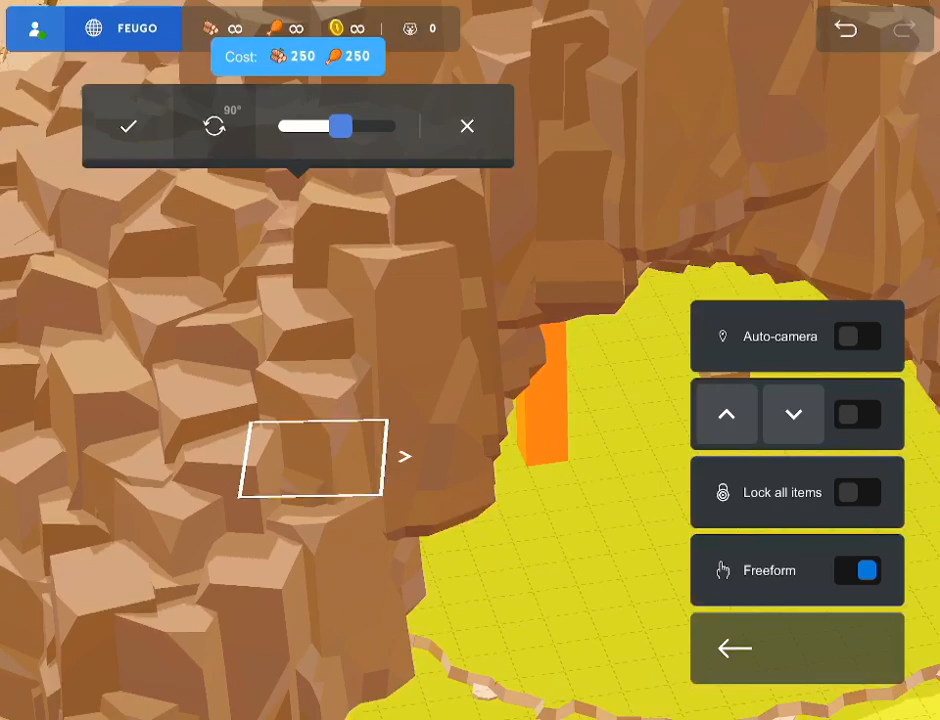 FEUGO ∞ ∞ ∞ 0
Cost: 250 250
90°
Auto-camera
Lock all items
Freeform